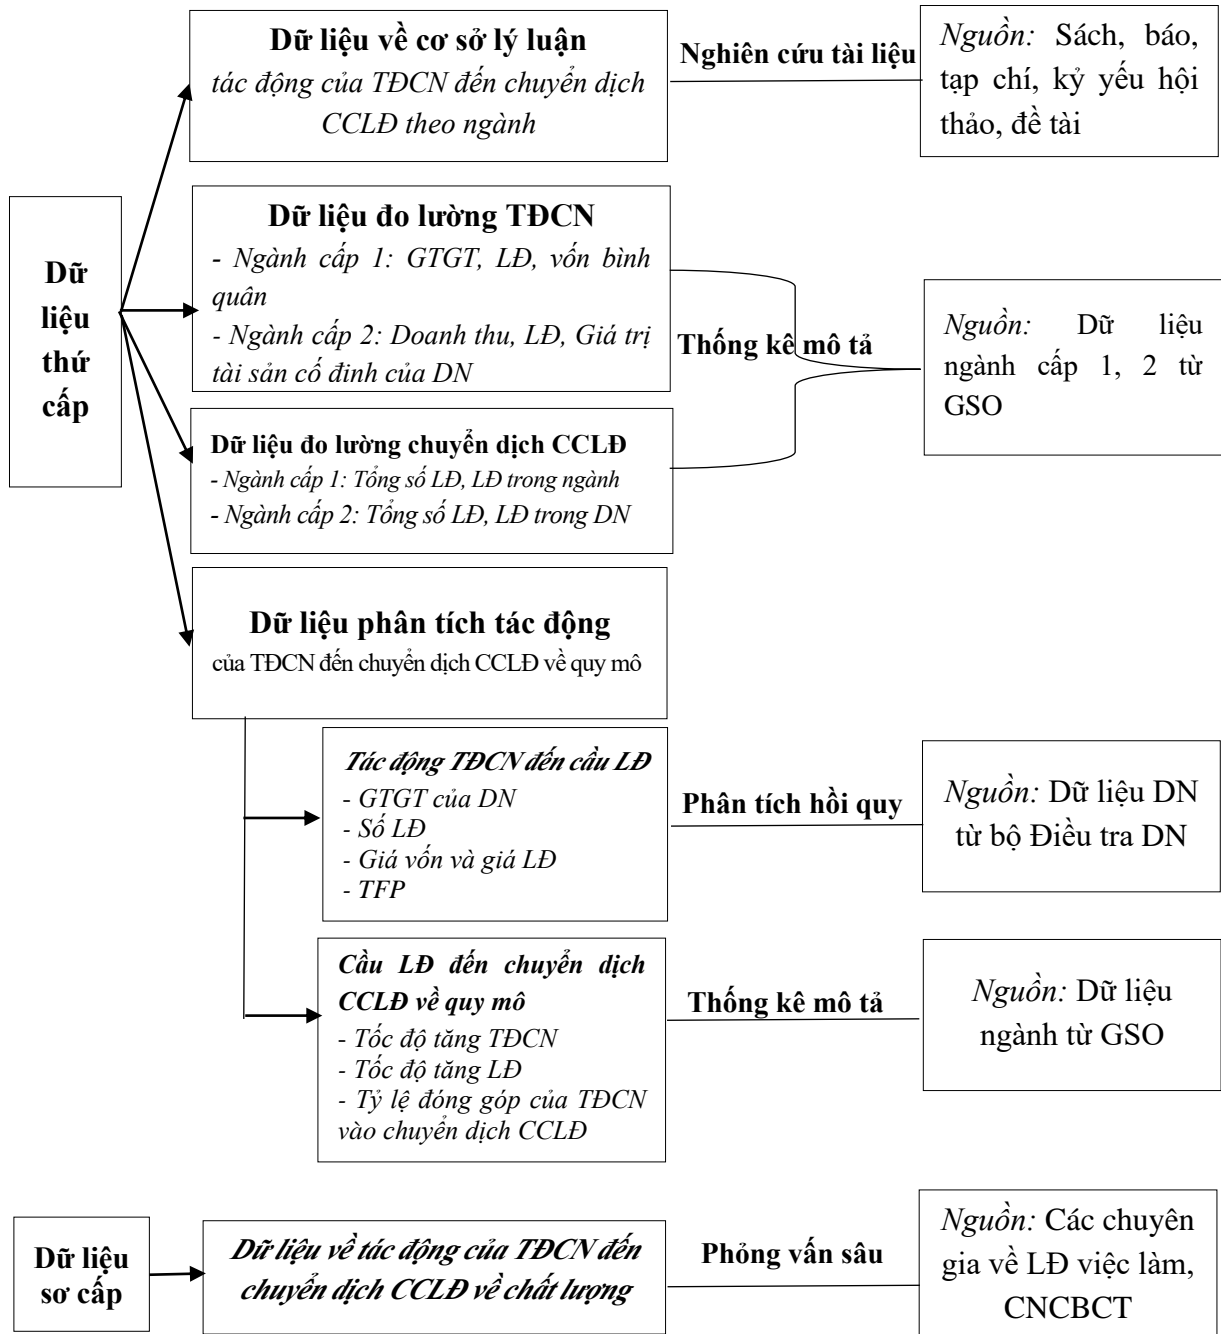 Dữ liệu về cơ sở lý luận
tác động của TĐCN đến chuyển dịch
CCLĐ theo ngành
Nghiên cứu tài liệu
Nguồn: Sách, báo,
tạp chí, kỷ yếu hội
thảo, đề tài
Dữ
liệu
thứ
cấp
Dữ liệu đo lường TĐCN
- Ngành cấp 1: GTGT, LĐ, vốn bình
quân
- Ngành cấp 2: Doanh thu, LĐ, Giá trị
tài sản cố đinh của DN
Thống kê mô tả
Nguồn: Dữ liệu
ngành cấp 1, 2 từ
GSO
Dữ liệu đo lường chuyển dịch CCLĐ
- Ngành cấp 1: Tổng số LĐ, LĐ trong ngành
- Ngành cấp 2: Tổng số LĐ, LĐ trong DN
Dữ liệu phân tích tác động
của TĐCN đến chuyển dịch CCLĐ về quy mô
Tác động TĐCN đến cầu LĐ
- GTGT của DN
- Số LĐ
- Giá vốn và giá LĐ
- TFP
Phân tích hồi quy
Nguồn: Dữ liệu DN
từ bộ Điều tra DN
Cầu LĐ đến chuyển dịch
CCLĐ về quy mô
- Tốc độ tăng TĐCN
- Tốc độ tăng LĐ
- Tỷ lệ đóng góp của TĐCN
vào chuyển dịch CCLĐ
Thống kê mô tả
Nguồn: Dữ liệu
ngành từ GSO
Dữ liệu
sơ cấp
Dữ liệu về tác động của TĐCN đến
chuyển dịch CCLĐ về chất lượng
Phỏng vấn sâu
Nguồn: Các chuyên
gia về LĐ việc làm,
CNCBCT